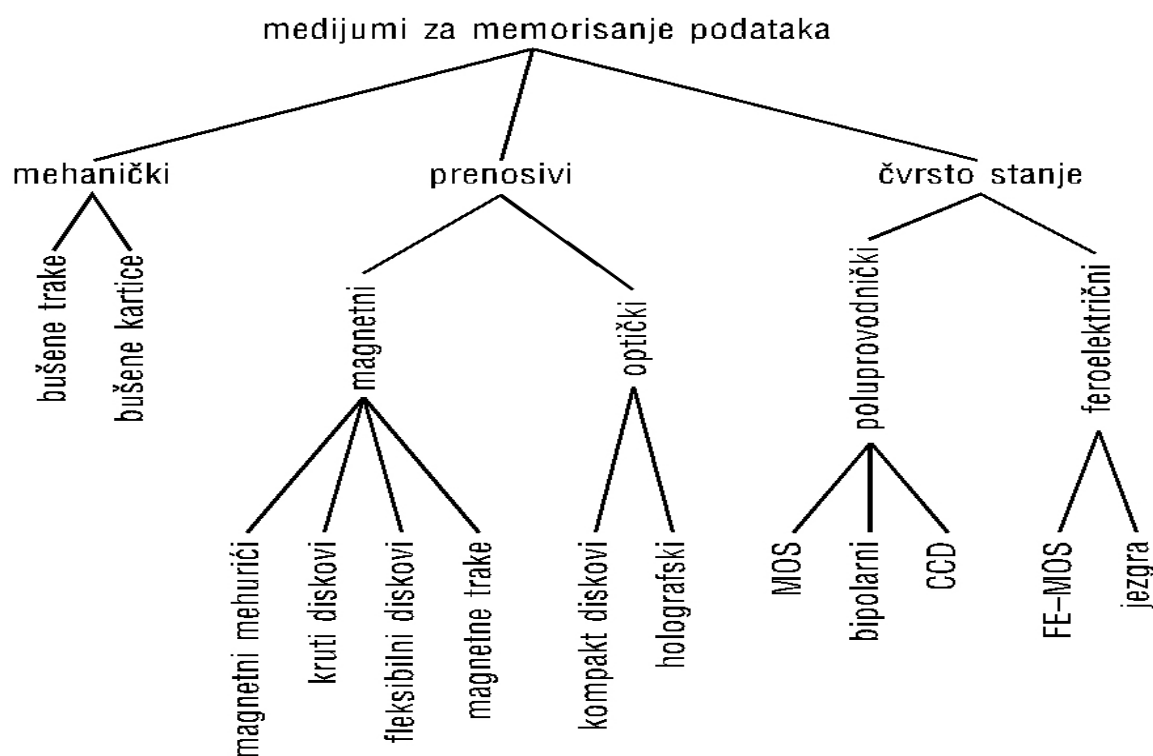 medijumi za memorisanje podataka
mehanički
prenosivi
čvrsto stanje
bušene trake
bušene kartice
magnetni
optički
poluprovodnički
feroelektrični
magnetni mehurići
kruti diskovi
fleksibilni diskovi
magnetne trake
kompakt diskovi
holografski
MOS
bipolarni
CCD
FE-MOS
jezgra